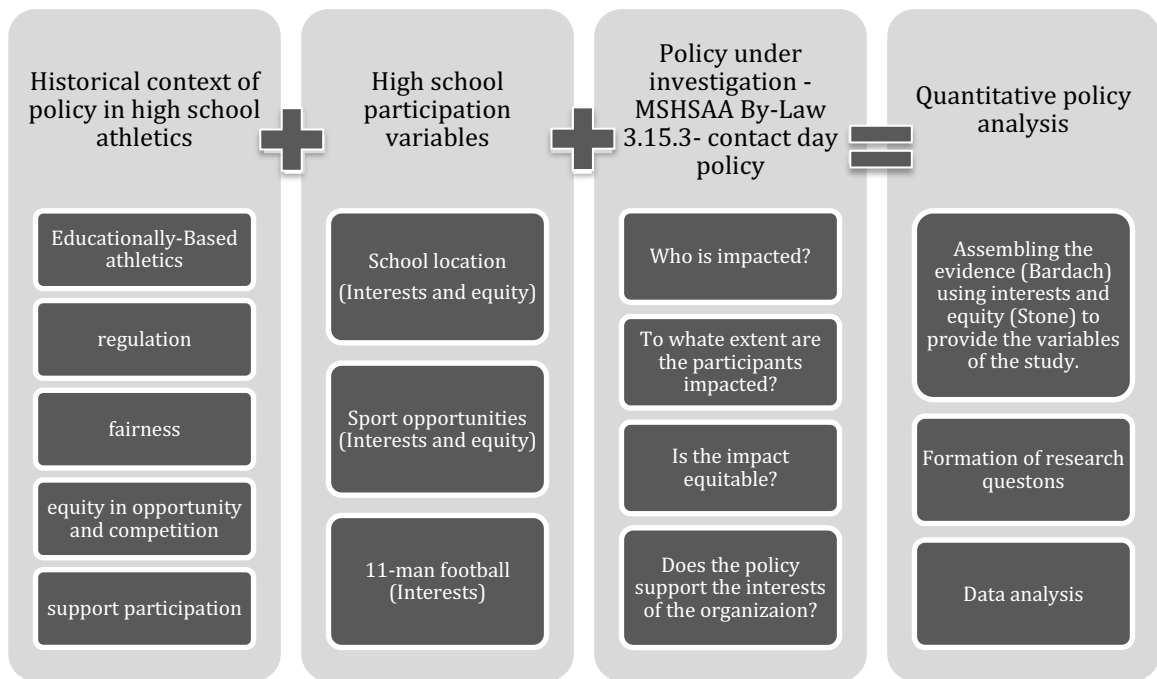 Historical context of
policy in high school
athletics
Educationally-Based
athletics
regulation
fairness
equity in opportunity
and competition
support participation
High school
participation
variables
School location
(Interests and equity)
Sport opportunities
(Interests and equity)
11-man football
(Interests)
Policy under
investigation -
MSHSAA By-Law
3.15.3- contact day
policy
Who is impacted?
To whate extent are
the participants
impacted?
Is the impact
equitable?
Does the policy
support the interests
of the organizaion?
Quantitative policy
analysis
Assembling the
evidence (Bardach)
using interests and
equity (Stone) to
provide the variables
of the study.
Formation of research
questons
Data analysis